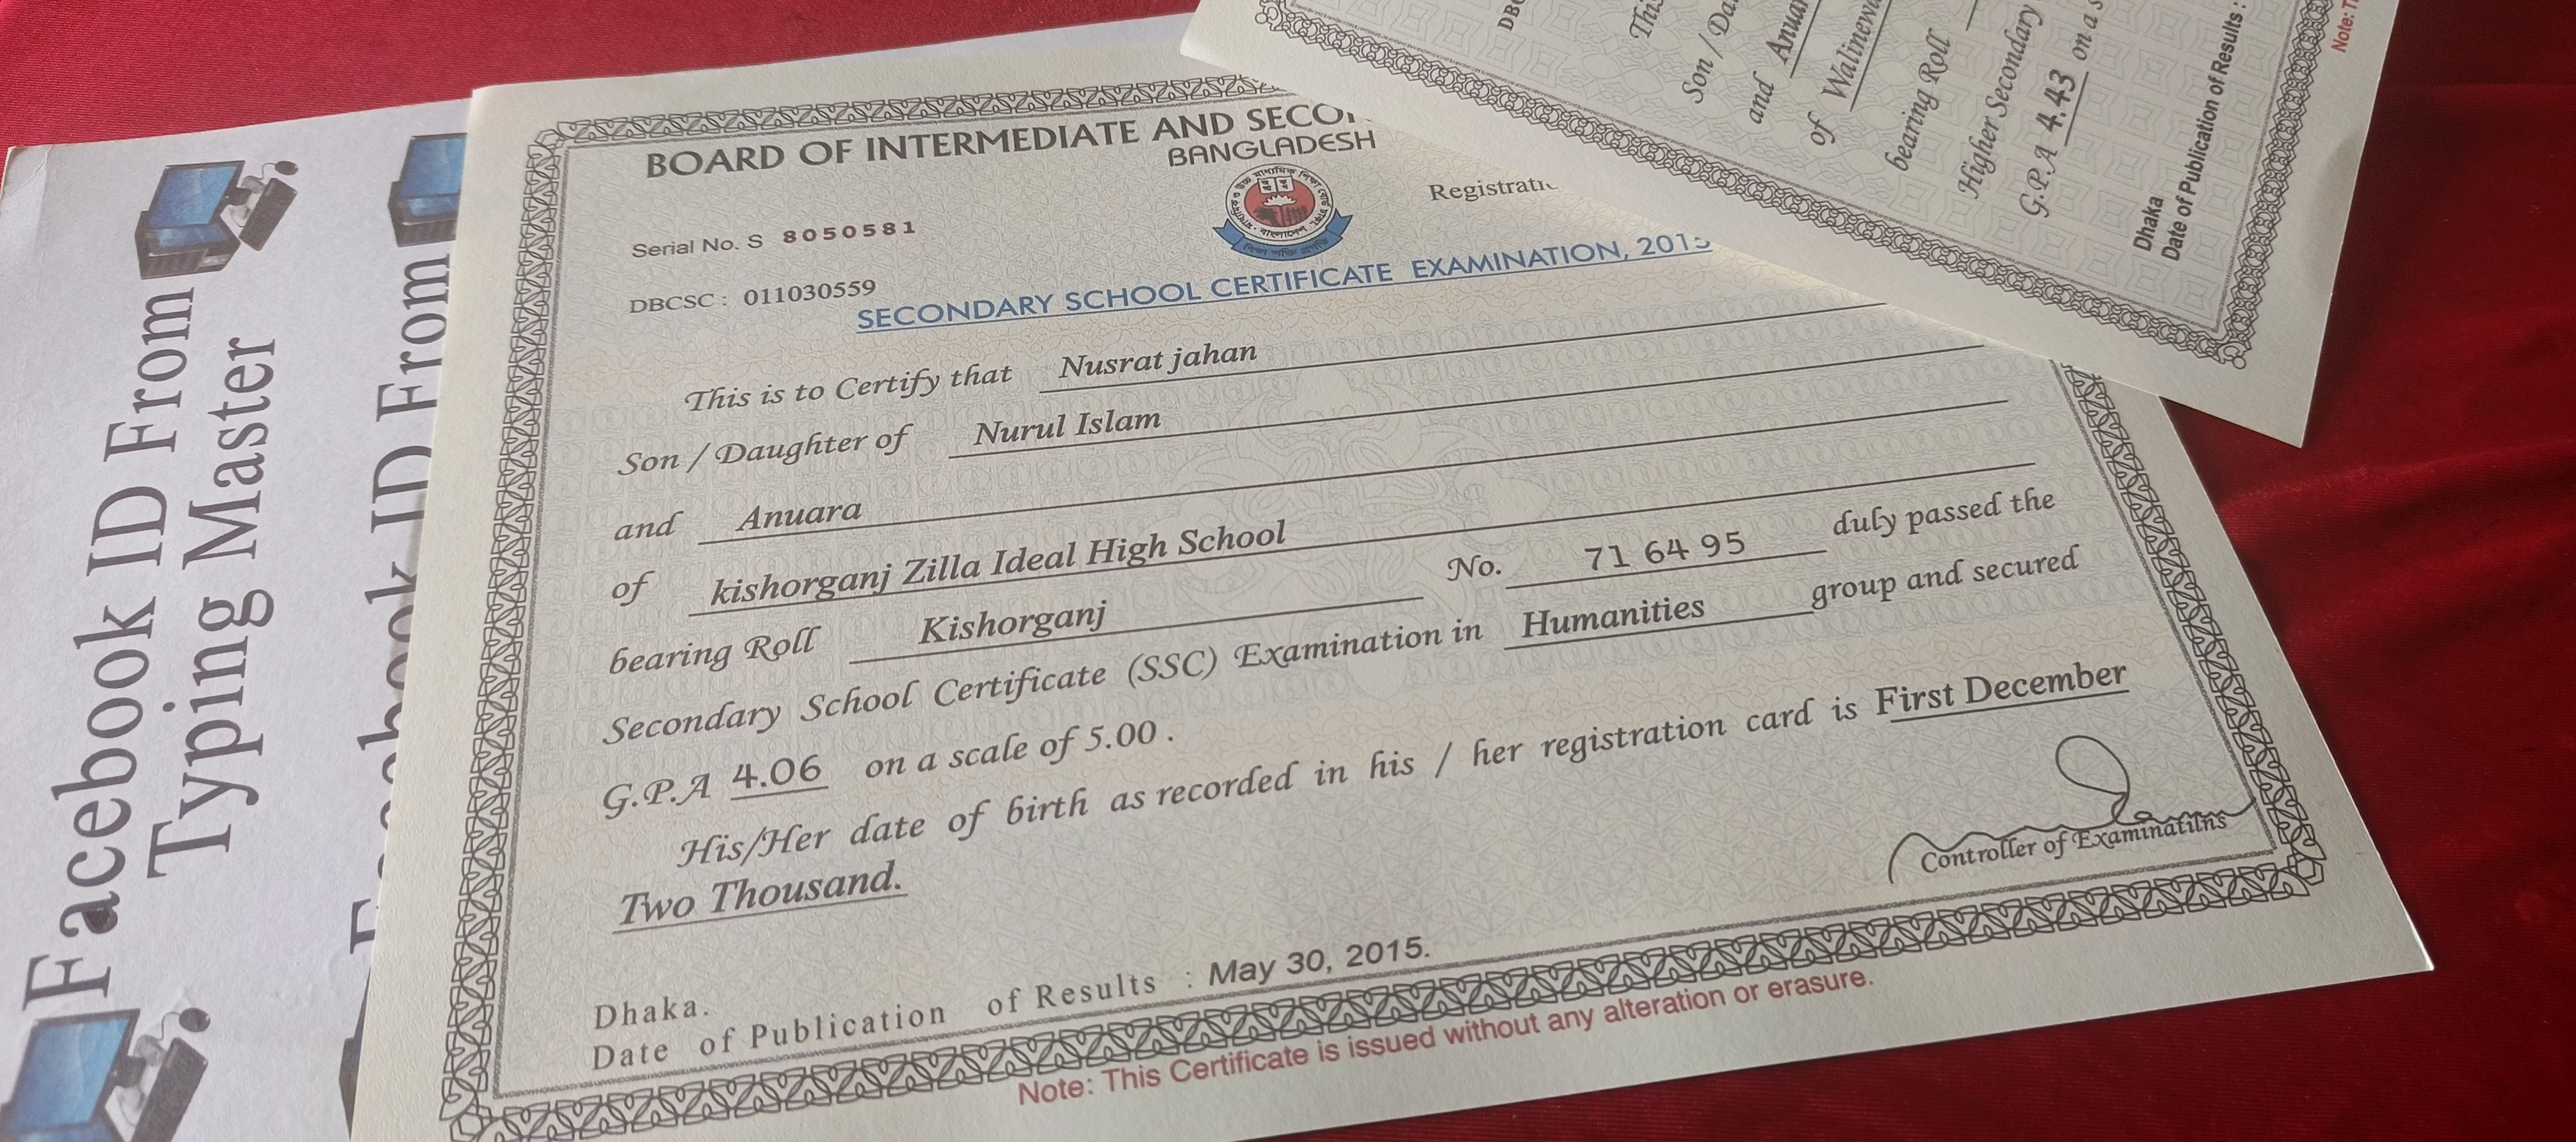 Facebook ID From
Typing Master
Facebook ID From
BOARD OF INTERMEDIATE AND
BANGLADESH
Serial No. S 8050581
DBCSC : 011030559
SECONDARY SCHOOL CERTIFICATE EXAMINATION, 2015
This is to Certify that Nusrat jahan
Son / Daughter of Nurul Islam
and Anuara
of kishorganj Zilla Ideal High School
bearing Roll Kishorganj No. 71 64 95 duly passed the
Secondary School Certificate (SSC) Examination in Humanities group and secured
G.P.A 4.06 on a scale of 5.00 .
His/Her date of birth as recorded in his / her registration card is First December
Two Thousand.
Controller of Examinatilns
Dhaka.
Date of Publication of Results : May 30, 2015.
Note: This Certificate is issued without any alteration or erasure.
This
Son /
and
of
bearing Roll
Higher Secondary
G.P.A 4.43 on a
Dhaka
Date of Publication of Results :
Note: